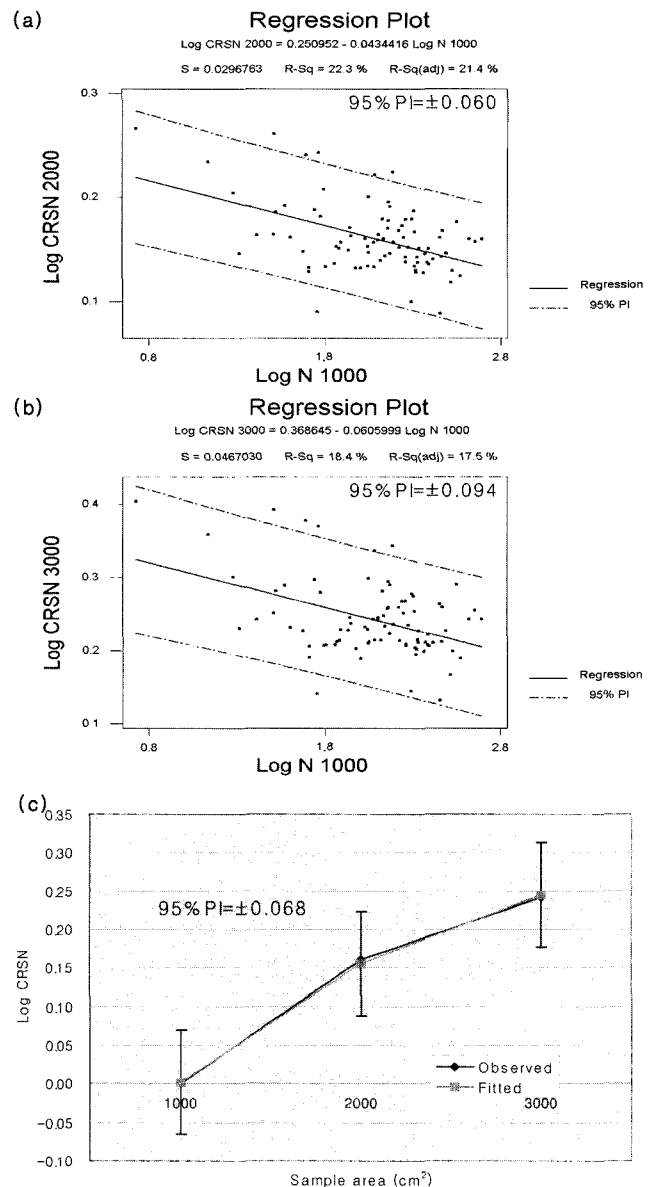 (a)
Regression Plot
Log CRSN 2000 = 0.250952 - 0.0434416 Log N 1000
S = 0.0296763 R-Sq = 22.3 % R-Sq(adj) = 21.4 %
95% PI=±0.060
0.3
0.2
0.1
Log CRSN 2000
Regression
95% PI
0.8 1.8 2.8
Log N 1000
(b)
Regression Plot
Log CRSN 3000 = 0.368645 - 0.0605999 Log N 1000
S = 0.0467030 R-Sq = 18.4 % R-Sq(adj) = 17.5 %
95% PI=±0.094
0.4
0.3
0.2
0.1
Log CRSN 3000
Regression
95% PI
0.8 1.8 2.8
Log N 1000
(c)
0.35
0.30
0.25
0.20
0.15
0.10
0.05
0.00
-0.05
-0.10
Log CRSN
95% PI=±0.068
Observed
Fitted
1000 2000 3000
Sample area (cm²)